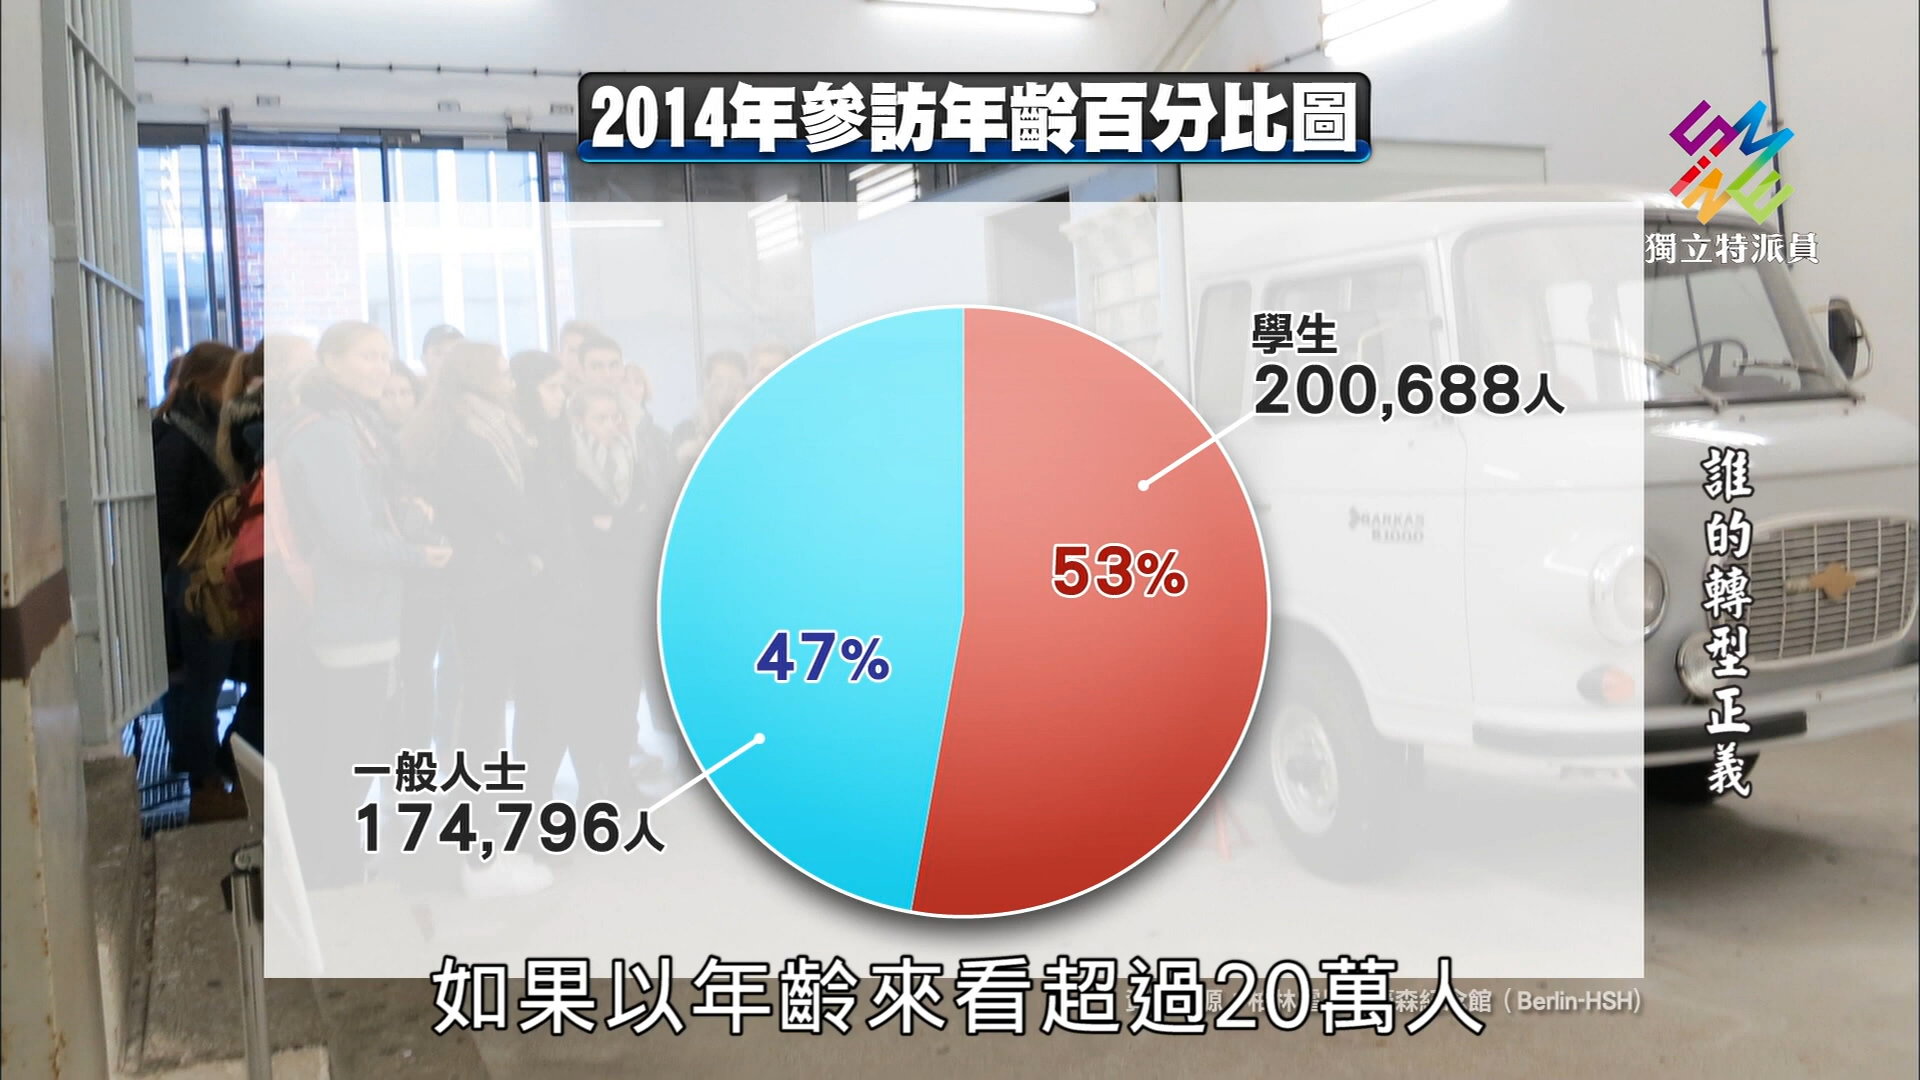 2014年參訪年齡百分比圖
SMINE
獨立特派員
學生
200,688人
53%
47%
一般人士
174,796人
BARKAS
B1000
誰的轉型正義
如果以年齡來看超過20萬人
館（Berlin-HSH）